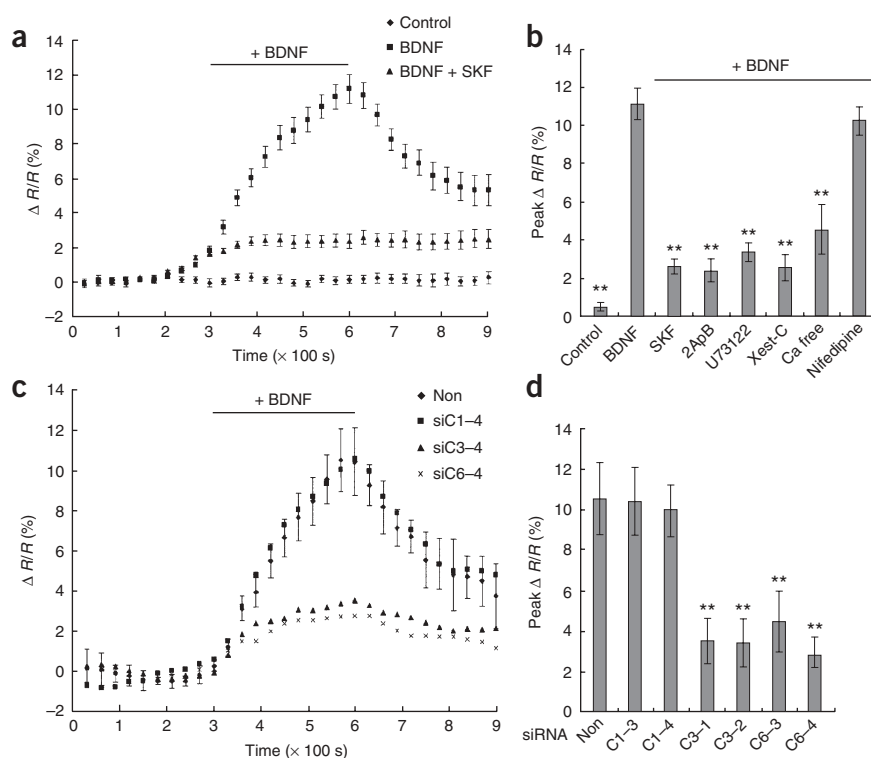 a
Control
BDNF
BDNF + SKF
+ BDNF
14
12
10
8
6
4
2
0
–2
Δ R/R (%)
0 1 2 3 4 5 6 7 8 9
Time (× 100 s)
b
14
12
10
8
6
4
2
0
Peak Δ R/R (%)
+ BDNF
**
**
**
**
**
**
Control
BDNF
SKF
2ApB
U73122
Xest-C
Ca free
Nifedipine
c
Non
siC1–4
siC3–4
siC6–4
+ BDNF
14
12
10
8
6
4
2
0
–2
Δ R/R (%)
0 1 2 3 4 5 6 7 8 9
Time (× 100 s)
d
14
12
10
8
6
4
2
0
Peak Δ R/R (%)
**
**
**
**
siRNA
Non
C1–3
C1–4
C3–1
C3–2
C6–3
C6–4